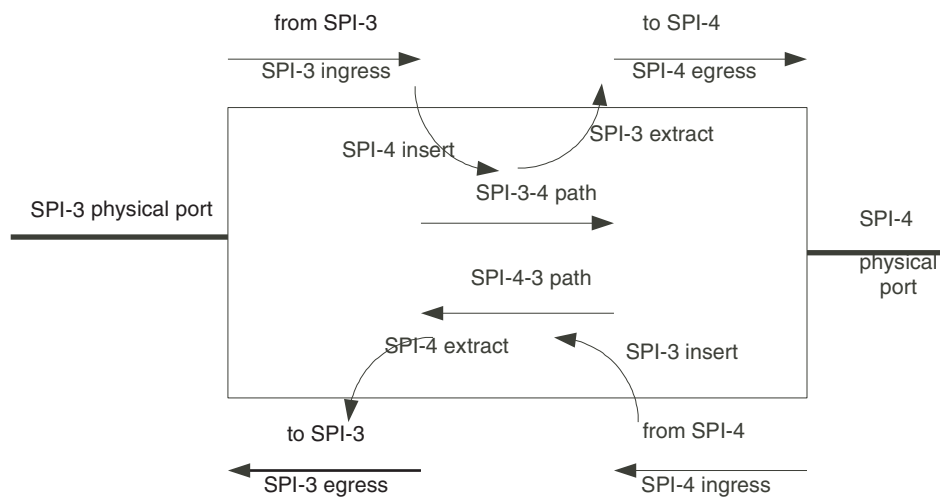 from SPI-3
to SPI-4
SPI-3 ingress
SPI-4 egress
SPI-4 insert
SPI-3 extract
SPI-3-4 path
SPI-3 physical port
SPI-4
physical
port
SPI-4-3 path
SPI-4 extract
SPI-3 insert
to SPI-3
from SPI-4
SPI-3 egress
SPI-4 ingress